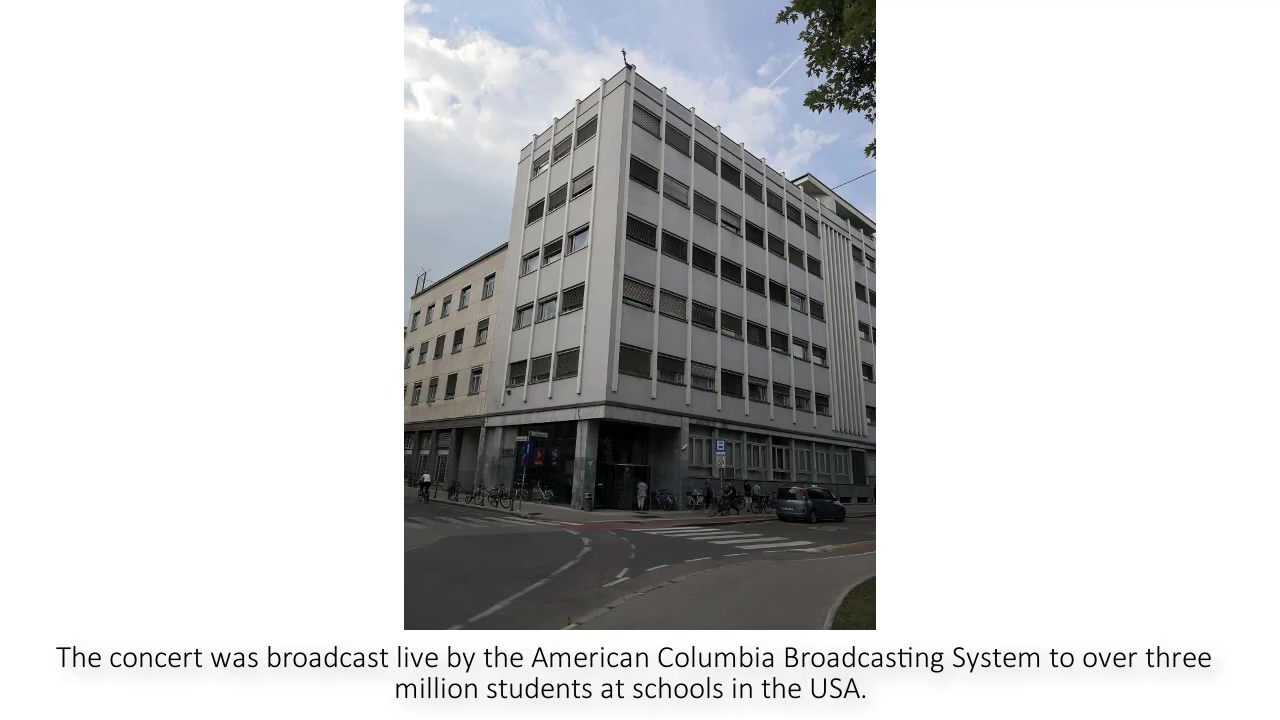 The concert was broadcast live by the American Columbia Broadcasting System to over three
million students at schools in the USA.